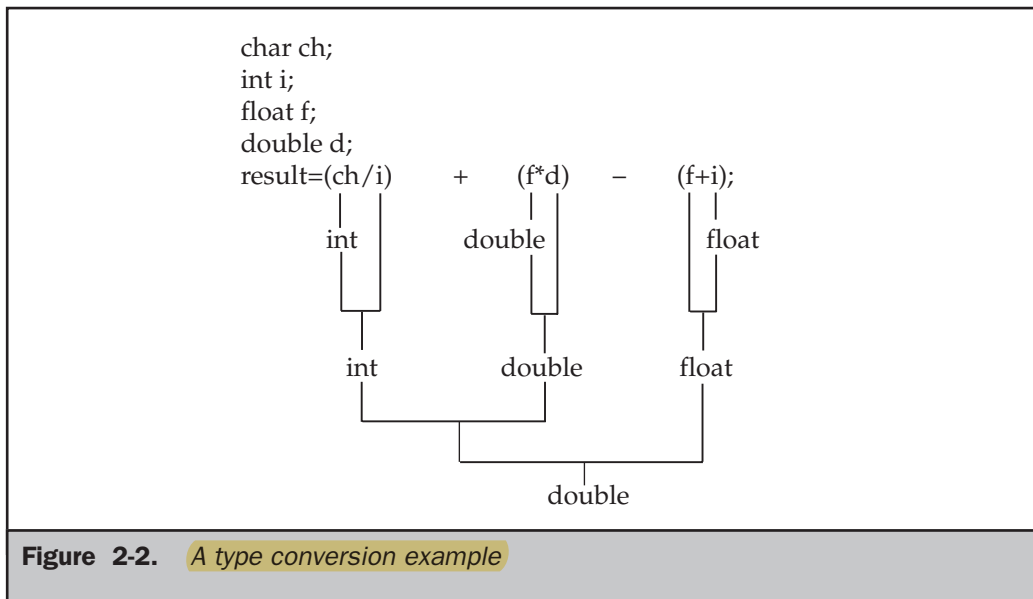 char ch;
int i;
float f;
double d;
result=(ch/i) + (f*d) – (f+i);
int double float
int double float
double
Figure 2-2. A type conversion example